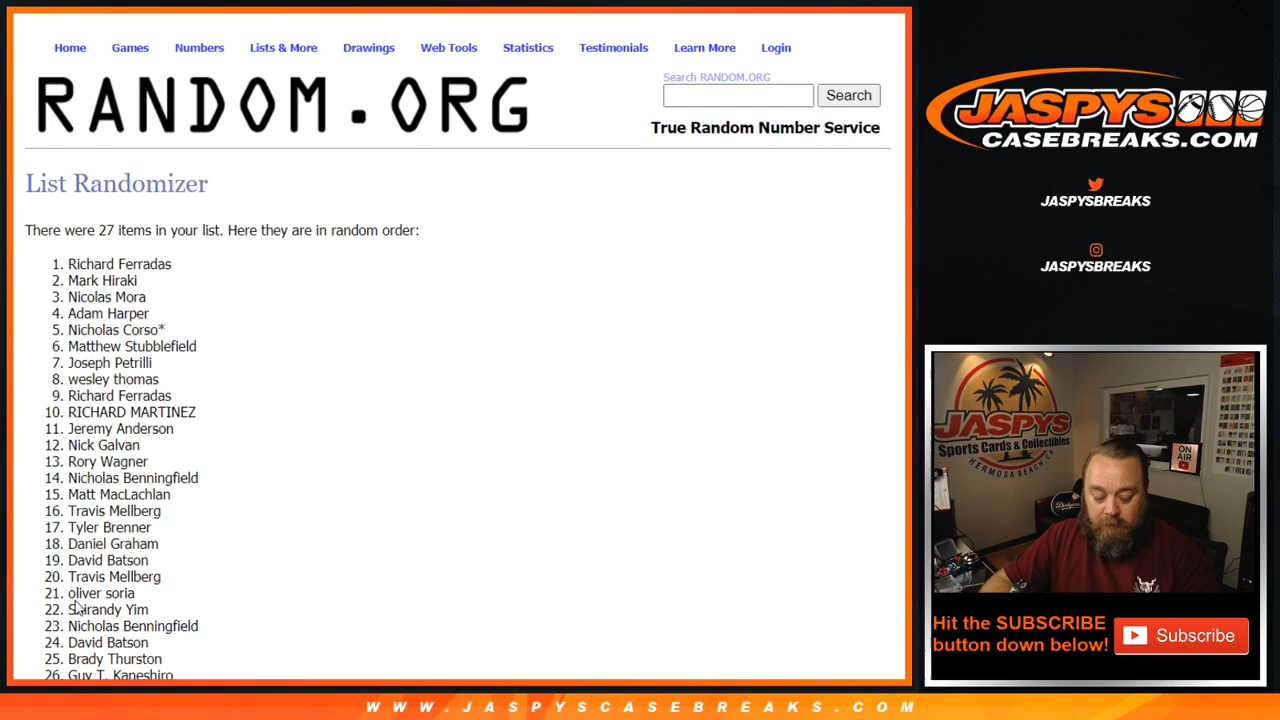 Home Games Numbers Lists & More Drawings Web Tools Statistics Testimonials Learn More Login
RANDOM.ORG
Search RANDOM.ORG
Search
True Random Number Service
List Randomizer
There were 27 items in your list. Here they are in random order:
1. Richard Ferradas
2. Mark Hiraki
3. Nicolas Mora
4. Adam Harper
5. Nicholas Corso*
6. Matthew Stubblefield
7. Joseph Petrilli
8. wesley thomas
9. Richard Ferradas
10. RICHARD MARTINEZ
11. Jeremy Anderson
12. Nick Galvan
13. Rory Wagner
14. Nicholas Benningfield
15. Matt MacLachlan
16. Travis Mellberg
17. Tyler Brenner
18. Daniel Graham
19. David Batson
20. Travis Mellberg
21. oliver soria
22. Yim
23. Nicholas Benningfield
24. David Batson
25. Brady Thurston
26. Guy T. Kaneshiro
JASPYS
CASEBREAKS.COM
JASPYSBREAKS
JASPYSBREAKS
JASPYS
Sports Cards & Collectibles
HERMOSA BEACH, CA
ON
AIR
Dodgers
Hit the SUBSCRIBE
button down below!
Subscribe
WWW.JASPYSCASEBREAKS.COM